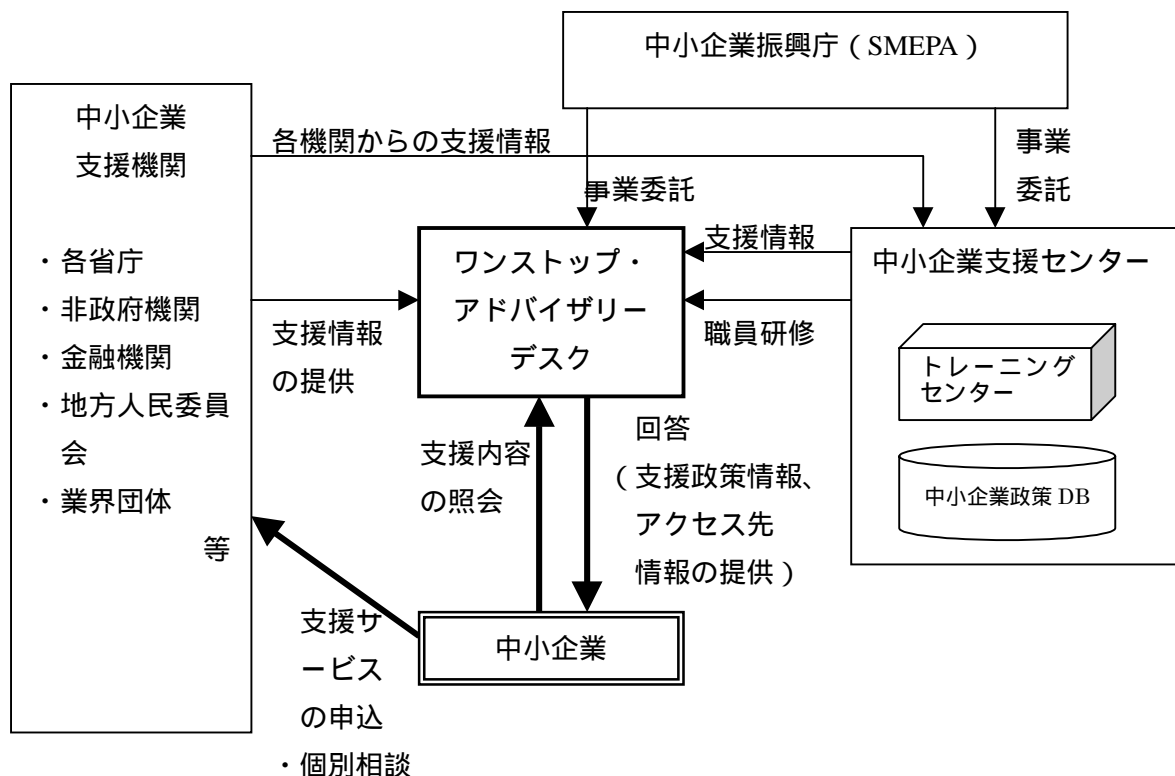 中小企業振興庁（SMEPA）
中小企業
支援機関
・各省庁
・非政府機関
・金融機関
・地方人民委員
会
・業界団体
等
各機関からの支援情報
事業委託
事業
委託
支援情報
の提供
ワンストップ・
アドバイザリー
デスク
支援情報
職員研修
中小企業支援センター
トレーニング
センター
中小企業政策 DB
支援内容
の照会
回答
（支援政策情報、
アクセス先
情報の提供）
中小企業
支援サ
ービス
の申込
・個別相談